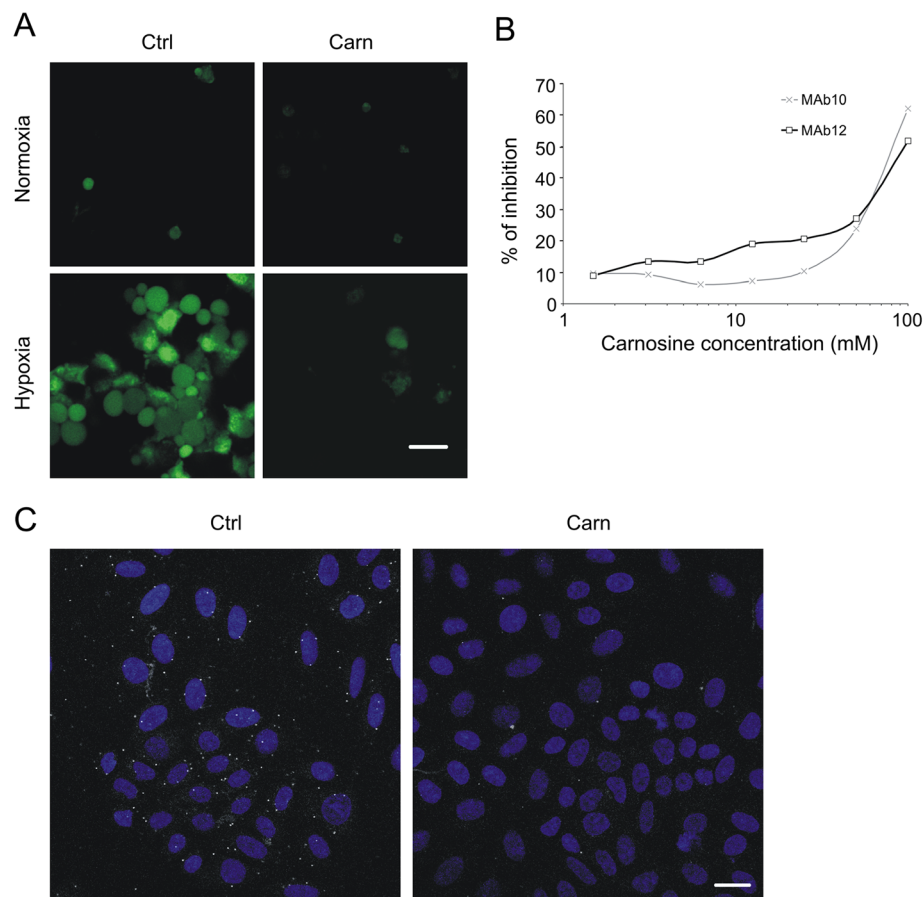 A
Ctrl
Carn
Normoxia
Hypoxia
B
70
60
50
40
30
20
10
0
% of inhibition
MAb10
MAb12
1
10
100
Carnosine concentration (mM)
C
Ctrl
Carn